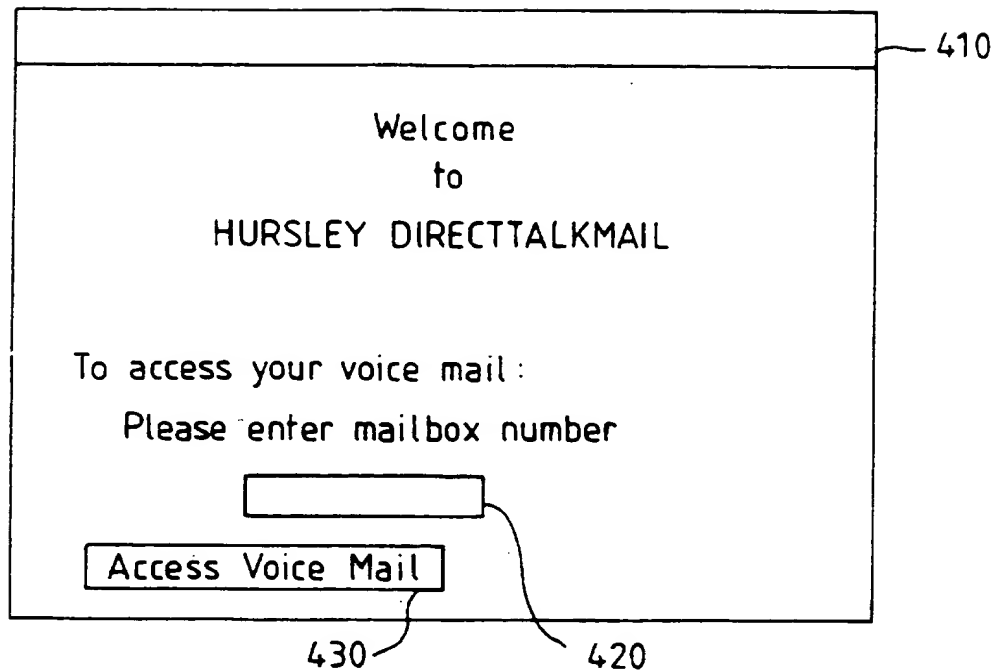 410
Welcome
to
HURSLEY DIRECTTALKMAIL
To access your voice mail:
Please enter mailbox number
Access Voice Mail
430
420